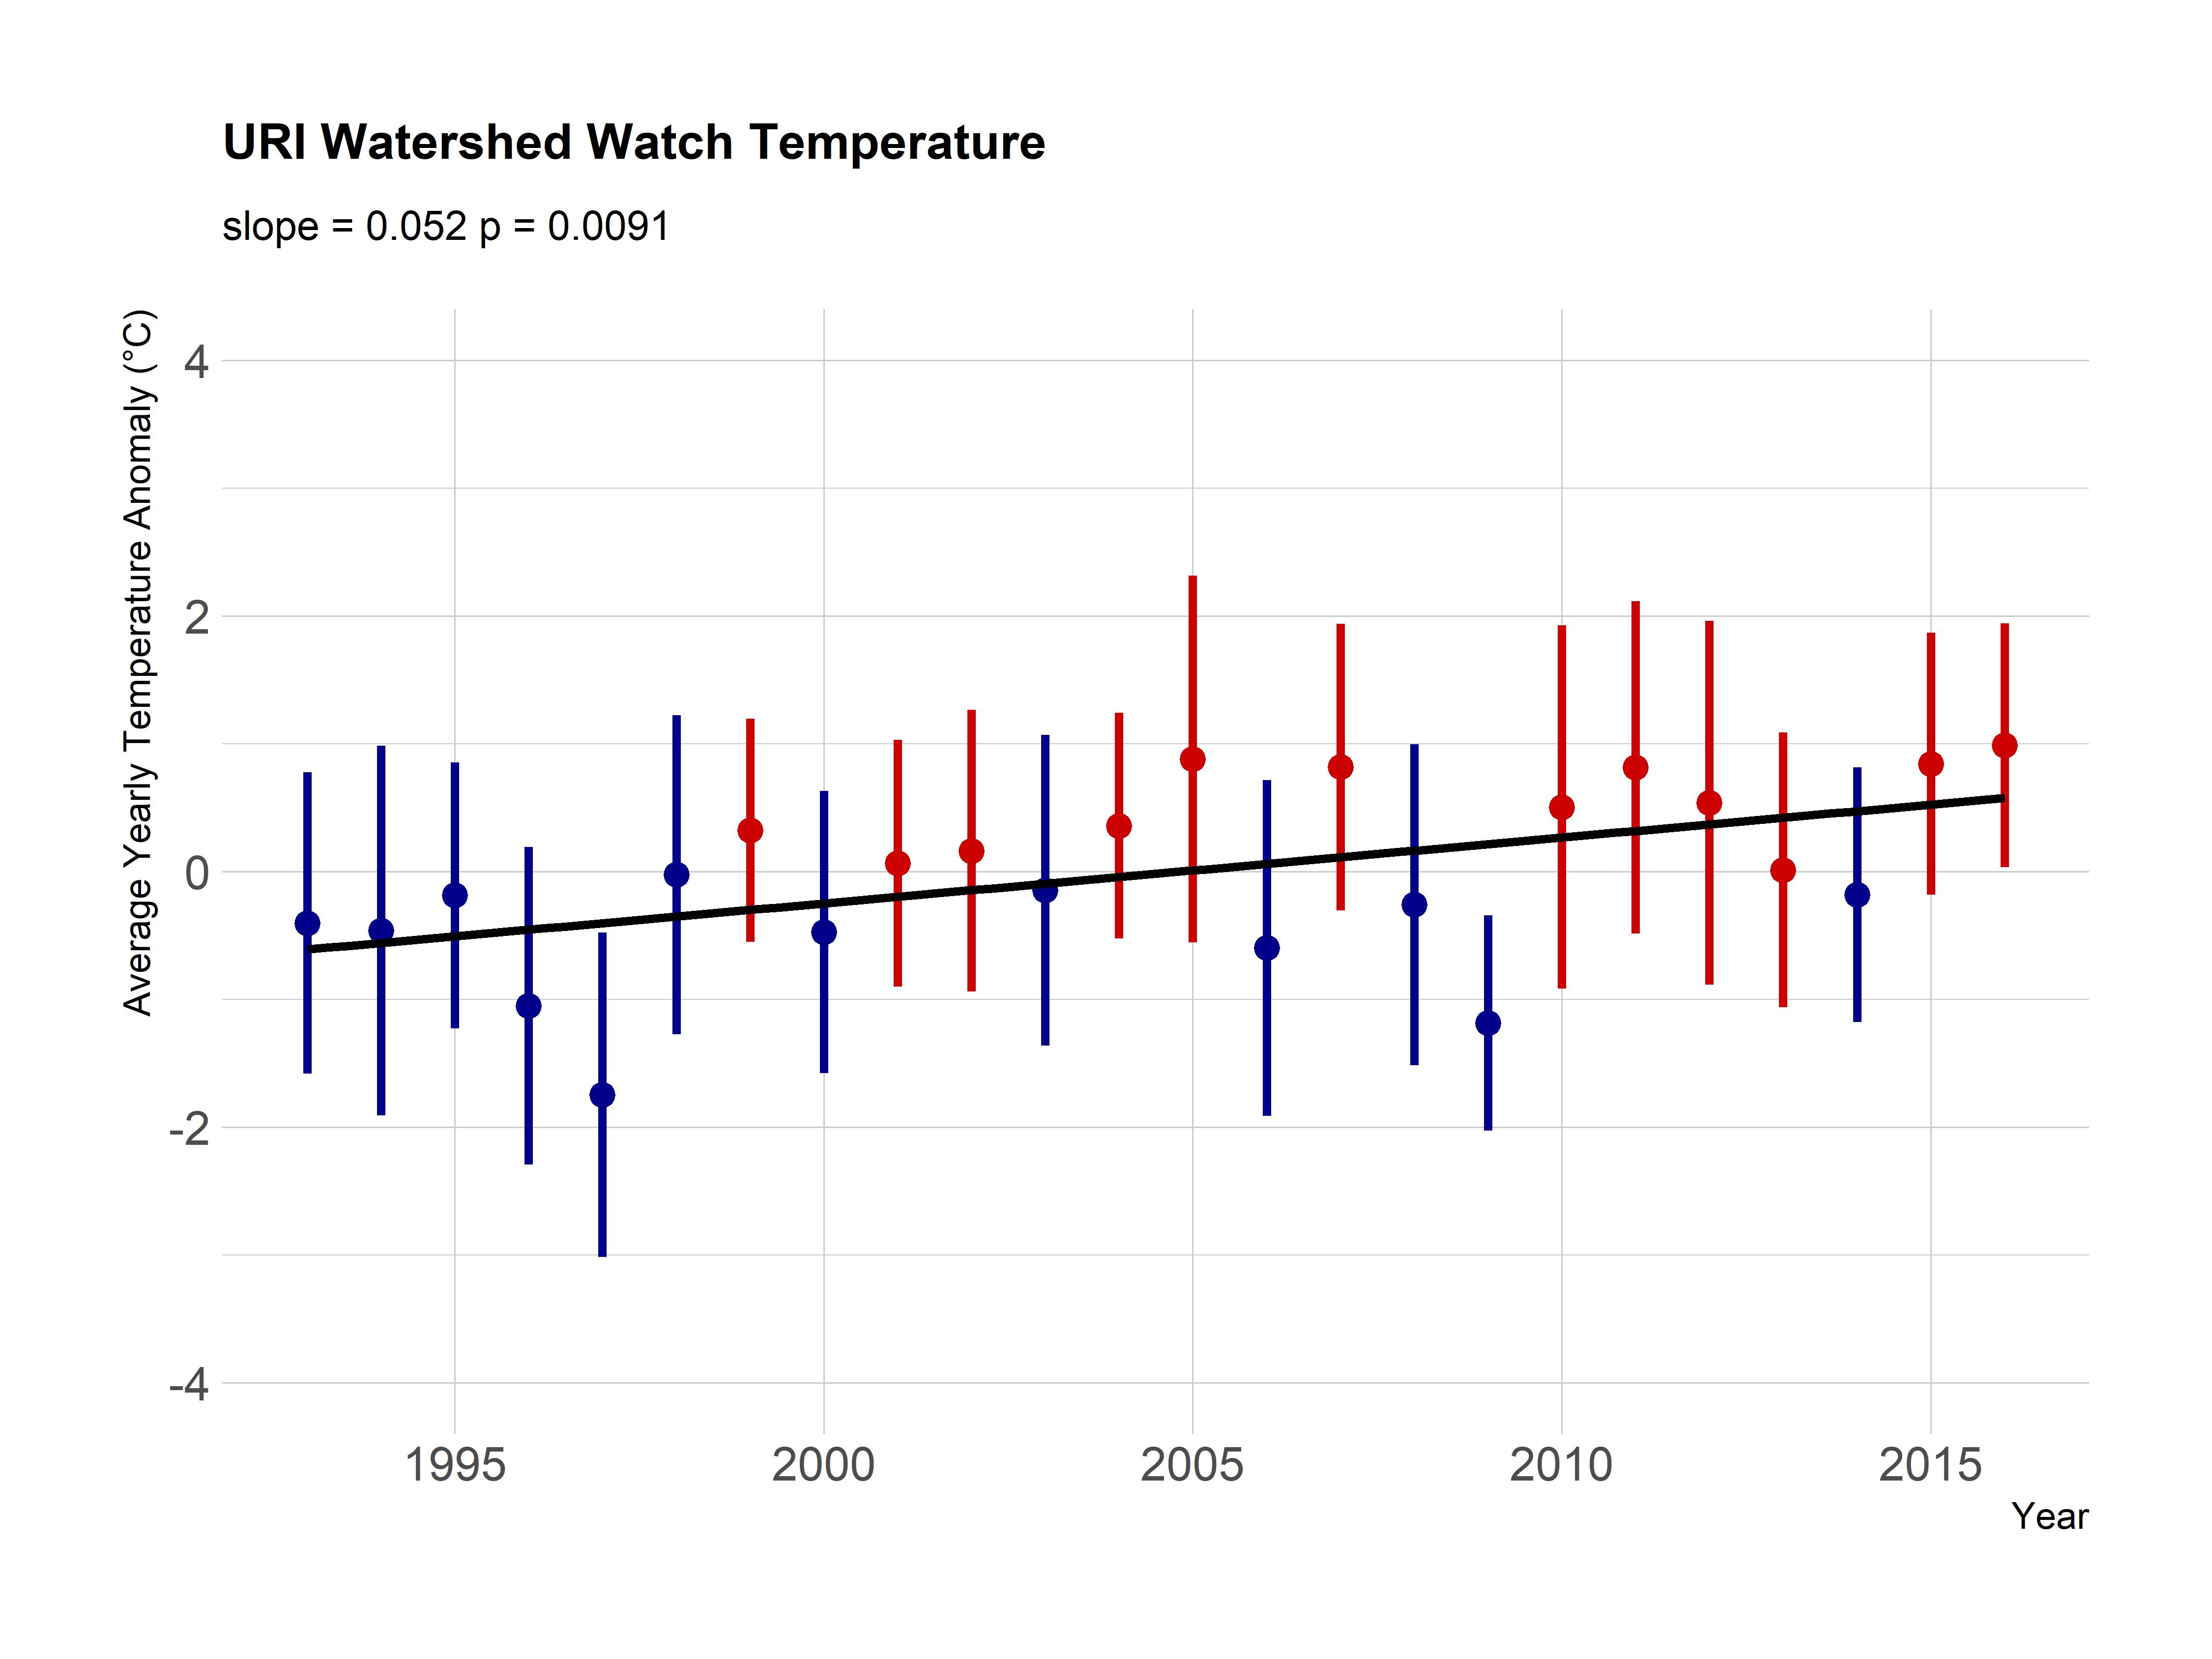 URI Watershed Watch Temperature
slope = 0.052 p = 0.0091
Average Yearly Temperature Anomaly (°C)
4
2
0
-2
-4
1995 2000 2005 2010 2015
Year